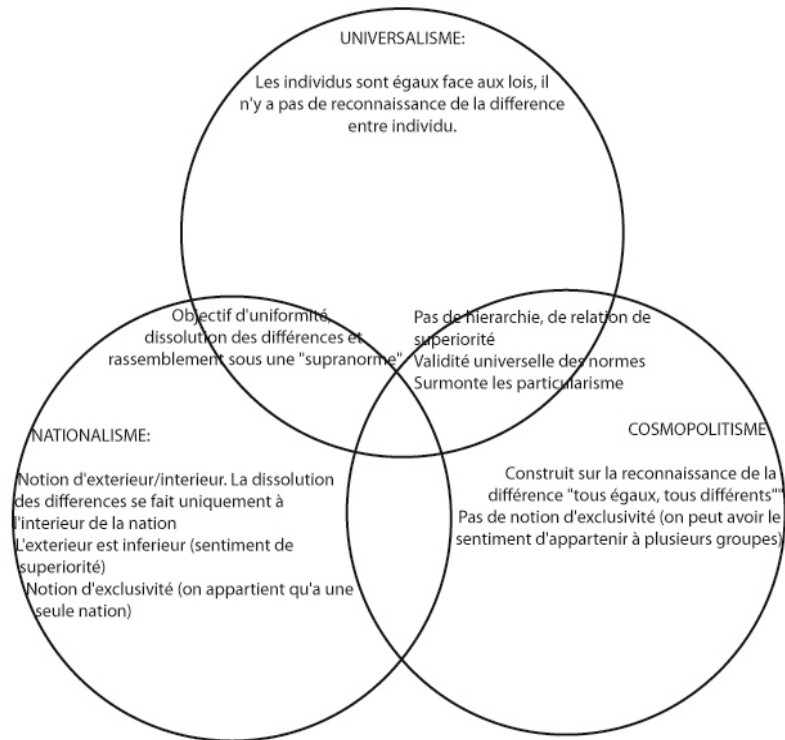 UNIVERSALISME:
Les individus sont égaux face aux lois, il
n'y a pas de reconnaissance de la difference
entre individu.
Objectif d'uniformité,
dissolution des différences et
rassemblement sous une "supranorme"
Pas de hierarchie, de relation de
superiorité
Validité universelle des normes
Surmonte les particularisme
NATIONALISME:
Notion d'exterieur/interieur. La dissolution
des differences se fait uniquement à
l'interieur de la nation
L'exterieur est inferieur (sentiment de
superiorité)
Notion d'exclusivité (on appartient qu'a une
seule nation)
COSMOPOLITISME
Construit sur la reconnaissance de la
différence "tous égaux, tous différents""
Pas de notion d'exclusivité (on peut avoir le
sentiment d'appartenir à plusieurs groupes)